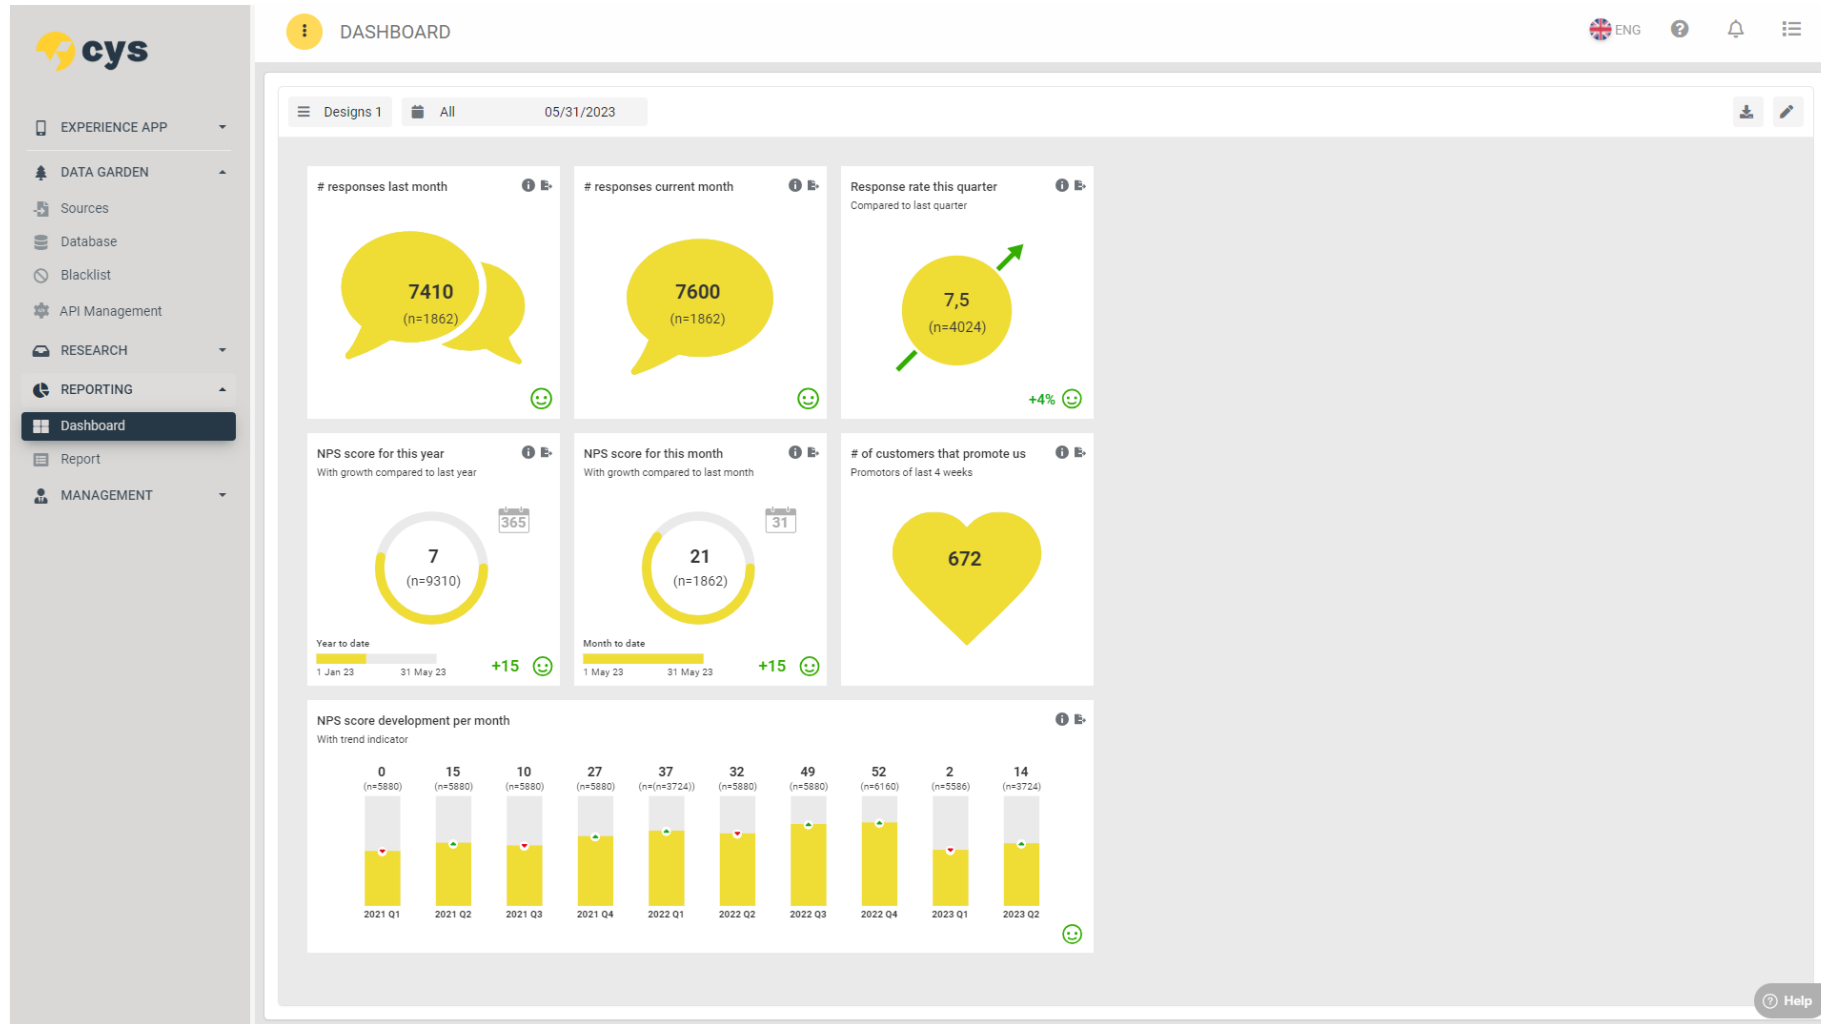 cys
DASHBOARD
ENG
EXPERIENCE APP
DATA GARDEN
Sources
Database
Blacklist
API Management
RESEARCH
REPORTING
Dashboard
Report
MANAGEMENT
Designs 1
All
05/31/2023
# responses last month
7410
(n=1862)
# responses current month
7600
(n=1862)
Response rate this quarter
Compared to last quarter
7,5
(n=4024)
+4%
NPS score for this year
With growth compared to last year
365
7
(n=9310)
Year to date
1 Jan 23 31 May 23
+15
NPS score for this month
With growth compared to last month
31
21
(n=1862)
Month to date
1 May 23 31 May 23
+15
# of customers that promote us
Promotors of last 4 weeks
672
NPS score development per month
With trend indicator
0 15 10 27 37 32 49 52 2 14
(n=5880) (n=5880) (n=5880) (n=5880) (n=(n=3724)) (n=5880) (n=5880) (n=6160) (n=5586) (n=3724)
2021 Q1 2021 Q2 2021 Q3 2021 Q4 2022 Q1 2022 Q2 2022 Q3 2022 Q4 2023 Q1 2023 Q2
Help